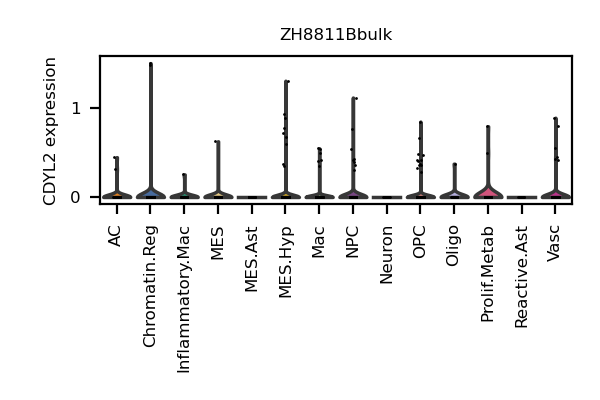 ZH8811Bbulk
CDYL2 expression
1
0
AC
Chromatin.Reg
Inflammatory.Mac
MES
MES.Ast
MES.Hyp
Mac
NPC
Neuron
OPC
Oligo
Prolif.Metab
Reactive.Ast
Vasc